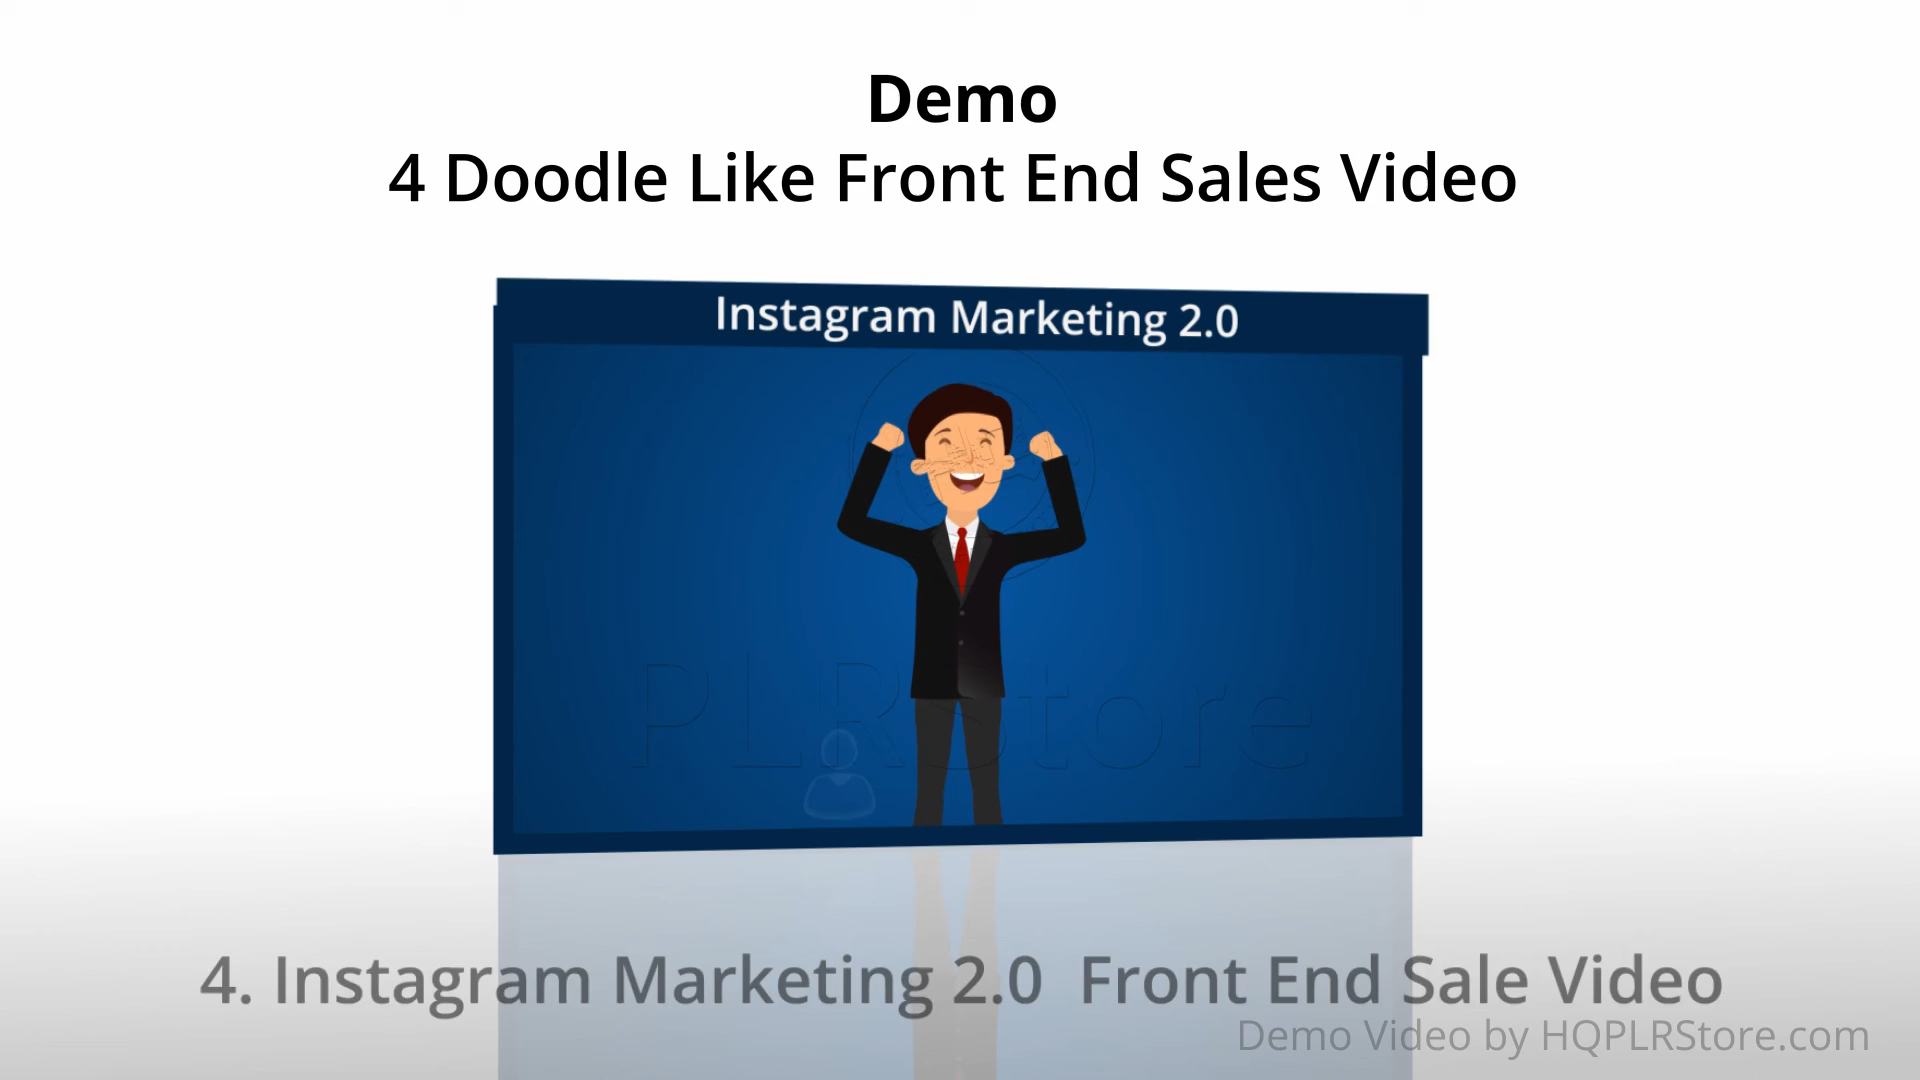 Demo
4 Doodle Like Front End Sales Video
Instagram Marketing 2.0
PLRStore
4. Instagram Marketing 2.0 Front End Sale Video
Demo Video by HQPLRStore.com